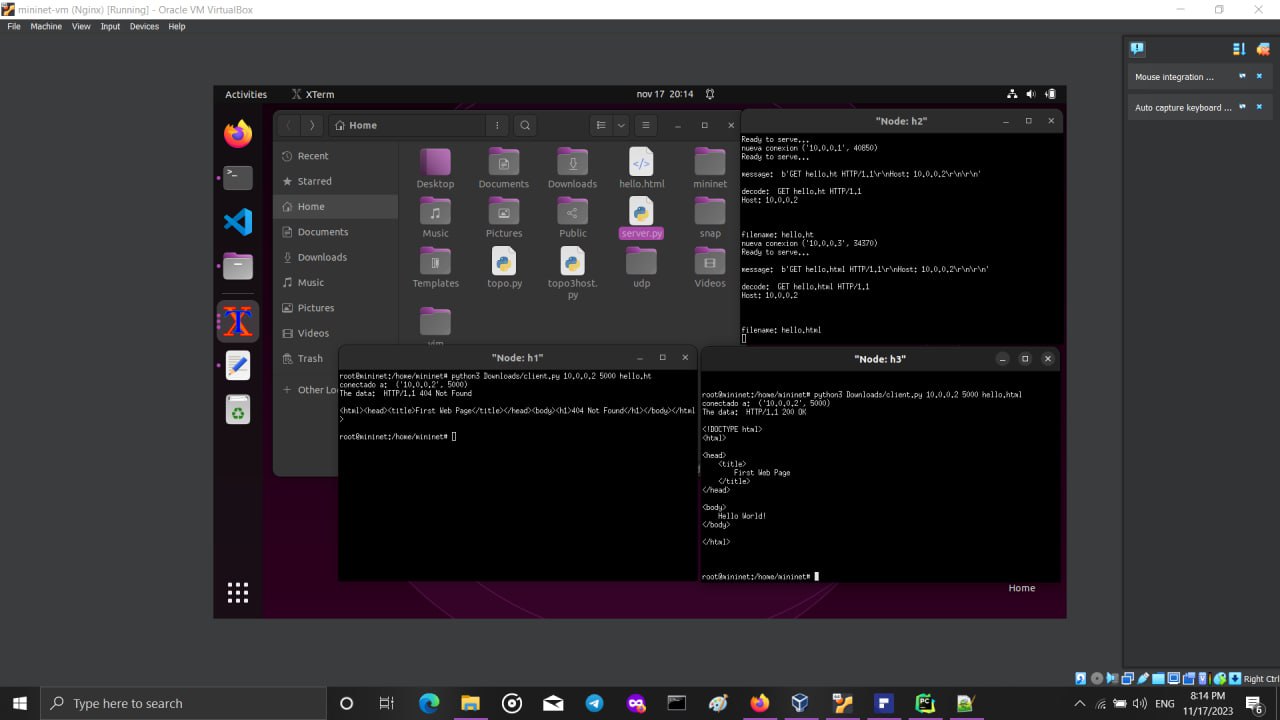 mininet-vm (Nginx) [Running] - Oracle VM VirtualBox
File Machine View Input Devices Help
Mouse integration ...
Auto capture keyboard ...
Activities XTerm nov 17 20:14
Home
Recent
Starred
Home
Documents
Downloads
Music
Pictures
Videos
Trash
Other Lo
Desktop Documents Downloads hello.html mininet
Music Pictures Public server.py snap
Templates topo.py topo3host.py udp Videos
vim
"Node: h2"
Ready to serve...
nueva conexion ('10.0.0.1', 40850)
Ready to serve...
message:  b'GET hello.ht HTTP/1.1\r\nHost: 10.0.0.2\r\n\r\n'
decode:  GET hello.ht HTTP/1.1
Host: 10.0.0.2
filename: hello.ht
nueva conexion ('10.0.0.3', 34370)
Ready to serve...
message:  b'GET hello.html HTTP/1.1\r\nHost: 10.0.0.2\r\n\r\n'
decode:  GET hello.html HTTP/1.1
Host: 10.0.0.2
filename: hello.html
"Node: h1"
root@mininet:/home/mininet# python3 Downloads/client.py 10.0.0.2 5000 hello.ht
conectado a:  ('10.0.0.2', 5000)
The data:  HTTP/1.1 404 Not Found
<html><head><title>First Web Page</title></head><body><h1>404 Not Found</h1></body></html
>
root@mininet:/home/mininet#
"Node: h3"
root@mininet:/home/mininet# python3 Downloads/client.py 10.0.0.2 5000 hello.html
conectado a:  ('10.0.0.2', 5000)
The data:  HTTP/1.1 200 OK
<!DOCTYPE html>
<html>
<head>
<title>
First Web Page
</title>
</head>
<body>
Hello World!
</body>
</html>
root@mininet:/home/mininet#
Home
Right Ctrl
Type here to search
ENG
8:14 PM
11/17/2023
6